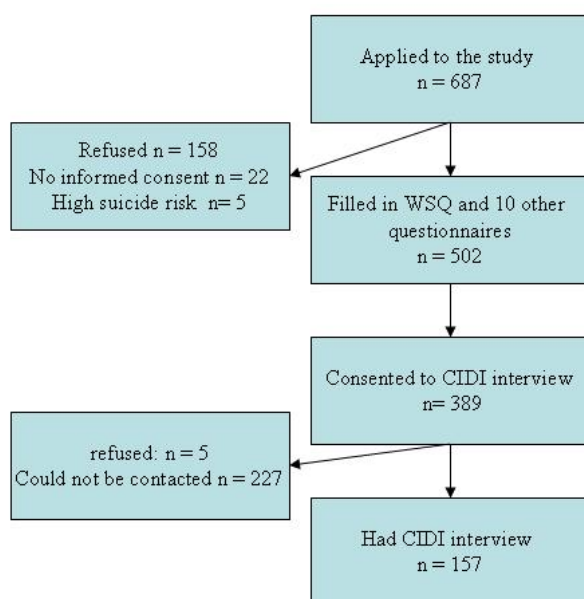 Applied to the study
n = 687
Refused n = 158
No informed consent n = 22
High suicide risk n= 5
Filled in WSQ and 10 other
questionnaires
n = 502
Consented to CIDI interview
n= 389
refused: n = 5
Could not be contacted n = 227
Had CIDI interview
n = 157